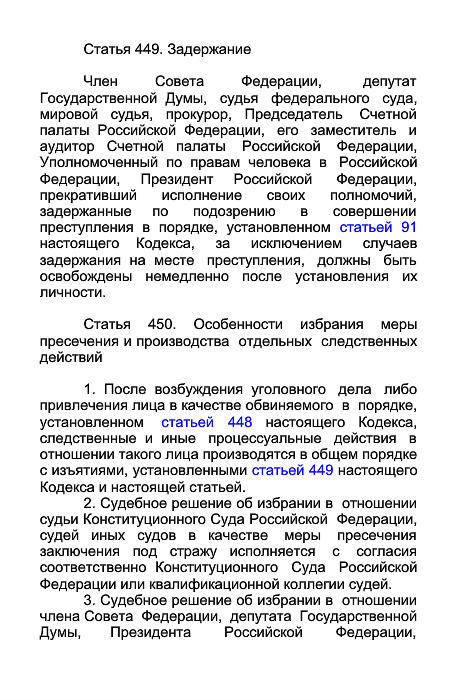 Статья 449. Задержание
Член Совета Федерации, депутат
Государственной Думы, судья федерального суда,
мировой судья, прокурор, Председатель Счетной
палаты Российской Федерации, его заместитель и
аудитор Счетной палаты Российской Федерации,
Уполномоченный по правам человека в Российской
Федерации, Президент Российской Федерации,
прекративший исполнение своих полномочий,
задержанные по подозрению в совершении
преступления в порядке, установленном статьей 91
настоящего Кодекса, за исключением случаев
задержания на месте преступления, должны быть
освобождены немедленно после установления их
личности.
Статья 450. Особенности избрания меры
пресечения и производства отдельных следственных
действий
1. После возбуждения уголовного дела либо
привлечения лица в качестве обвиняемого в порядке,
установленном статьей 448 настоящего Кодекса,
следственные и иные процессуальные действия в
отношении такого лица производятся в общем порядке
с изъятиями, установленными статьей 449 настоящего
Кодекса и настоящей статьей.
2. Судебное решение об избрании в отношении
судьи Конституционного Суда Российской Федерации,
судей иных судов в качестве меры пресечения
заключения под стражу исполняется с согласия
соответственно Конституционного Суда Российской
Федерации или квалификационной коллегии судей.
3. Судебное решение об избрании в отношении
члена Совета Федерации, депутата Государственной
Думы, Президента Российской Федерации,